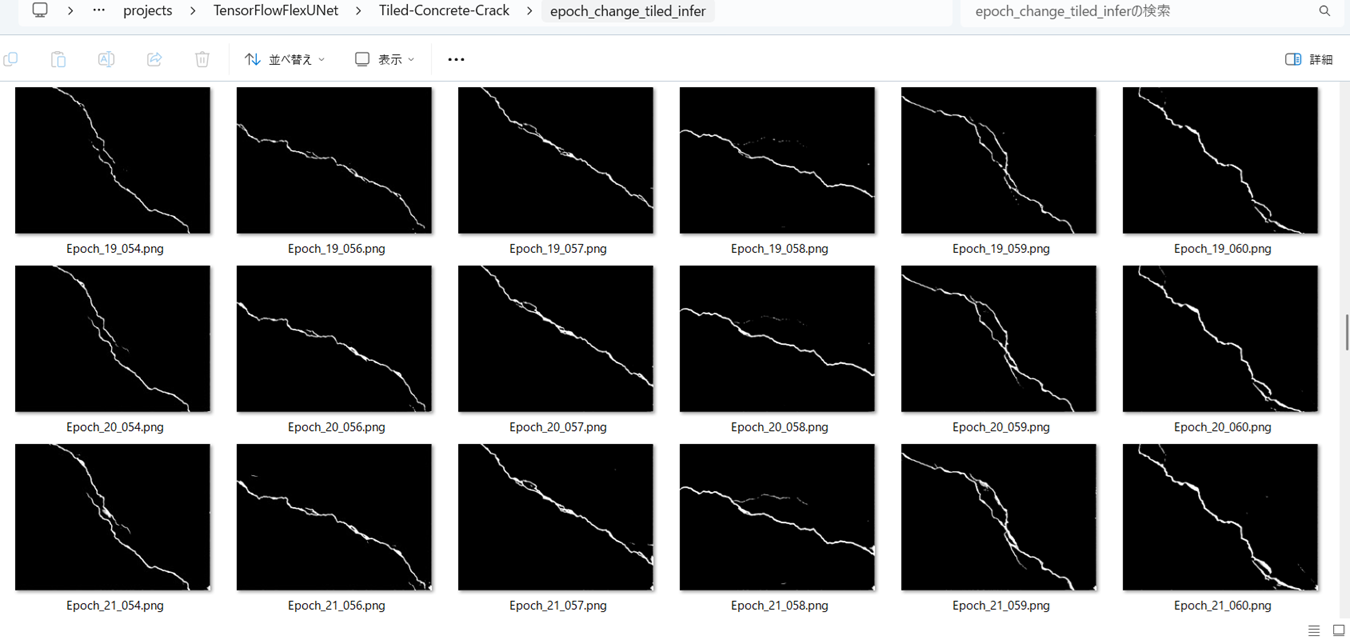 projects > TensorFlowFlexUNet > Tiled-Concrete-Crack > epoch_change_tiled_infer
epoch_change_tiled_inferの検索
並べ替え 表示 詳細
Epoch_19_054.png Epoch_19_056.png Epoch_19_057.png Epoch_19_058.png Epoch_19_059.png Epoch_19_060.png
Epoch_20_054.png Epoch_20_056.png Epoch_20_057.png Epoch_20_058.png Epoch_20_059.png Epoch_20_060.png
Epoch_21_054.png Epoch_21_056.png Epoch_21_057.png Epoch_21_058.png Epoch_21_059.png Epoch_21_060.png